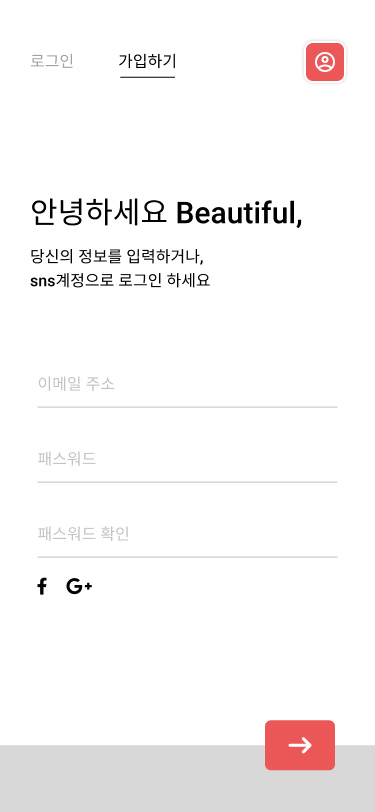 로그인 가입하기
안녕하세요 Beautiful,
당신의 정보를 입력하거나,
sns계정으로 로그인 하세요
이메일 주소
패스워드
패스워드 확인